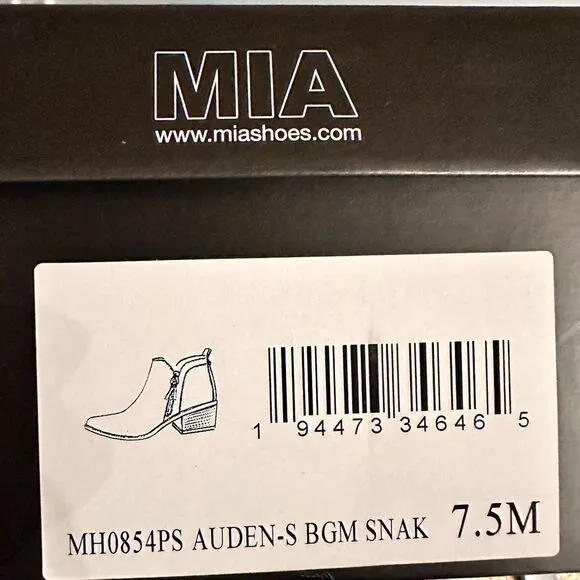 MIA
www.miashoes.com
1 94473 34646 5
MH0854PS AUDEN-S BGM SNAK 7.5M